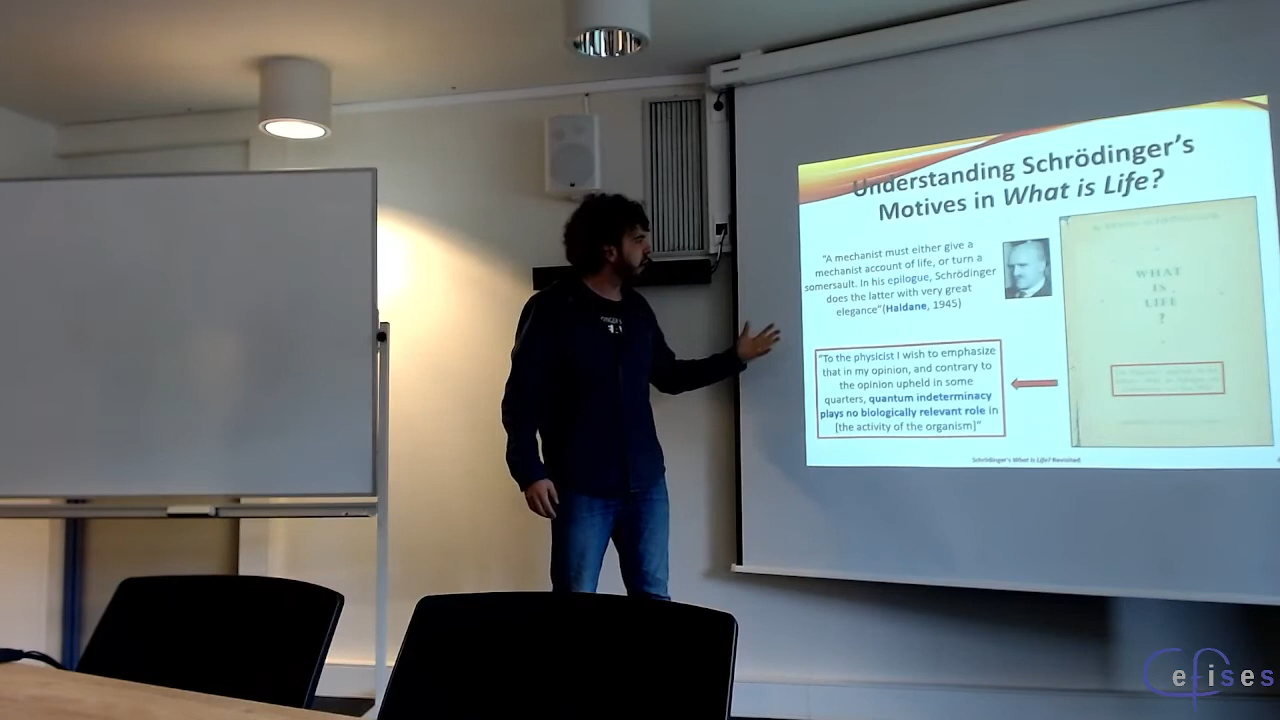 Understanding Schrödinger's
Motives in What is Life?
"A mechanist must either give a
mechanist account of life, or turn a
somersault. In his epilogue, Schrödinger
does the latter with very great
elegance"(Haldane, 1945)
"To the physicist I wish to emphasize
that in my opinion, and contrary to
the opinion upheld in some
quarters, quantum indeterminacy
plays no biologically relevant role in
[the activity of the organism]"
WHAT
IS
LIFE
?
Schrödinger's What Is Life? Revisited
efises